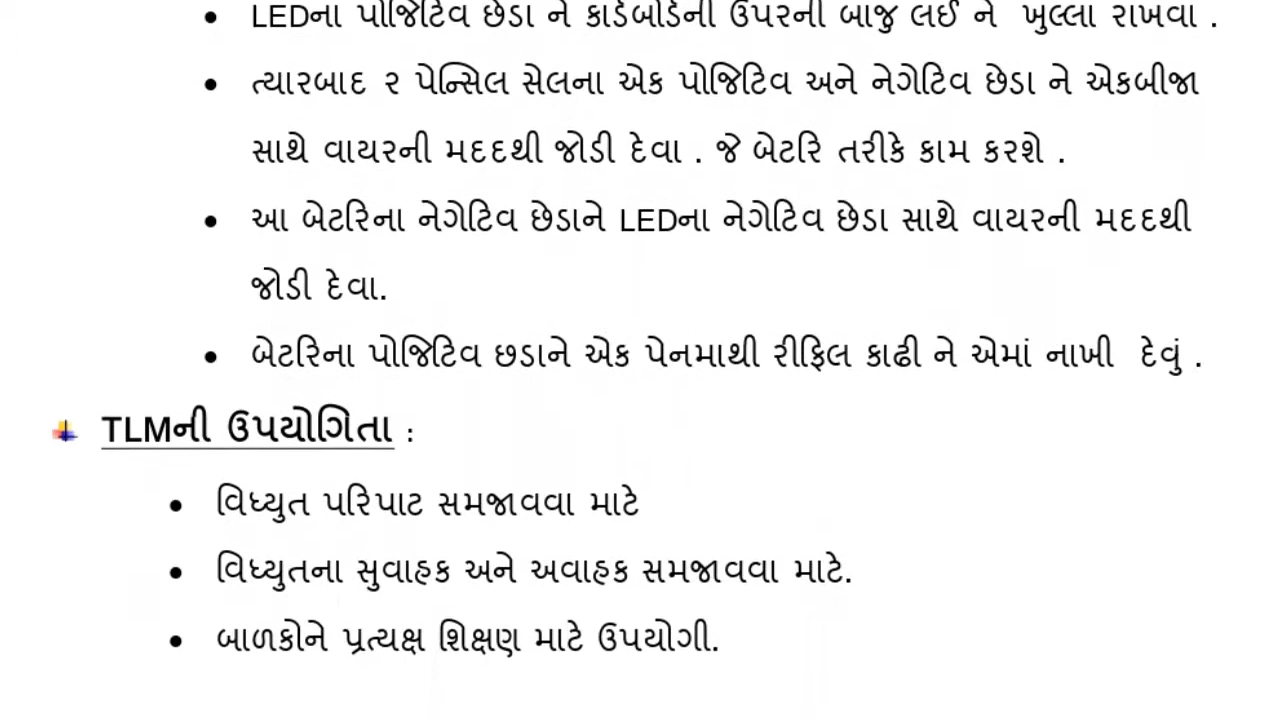 • LEDના પોજિટિવ છેડા ને કાર્ડબોર્ડની ઉપરની બાજુ લઈ ને ખુલ્લા રાખવા .
• ત્યારબાદ ૨ પેન્સિલ સેલના એક પોજિટિવ અને નેગેટિવ છેડા ને એકબીજા
સાથે વાયરની મદદથી જોડી દેવા . જે બેટરિ તરીકે કામ કરશે .
• આ બેટરિના નેગેટિવ છેડાને LEDના નેગેટિવ છેડા સાથે વાયરની મદદથી
જોડી દેવા.
• બેટરિના પોજિટિવ છડાને એક પેનમાથી રીફિલ કાઢી ને એમાં નાખી દેવું .
TLMની ઉપયોગિતા :
• વિધ્યુત પરિપાટ સમજાવવા માટે
• વિધ્યુતના સુવાહક અને અવાહક સમજાવવા માટે.
• બાળકોને પ્રત્યક્ષ શિક્ષણ માટે ઉપયોગી.